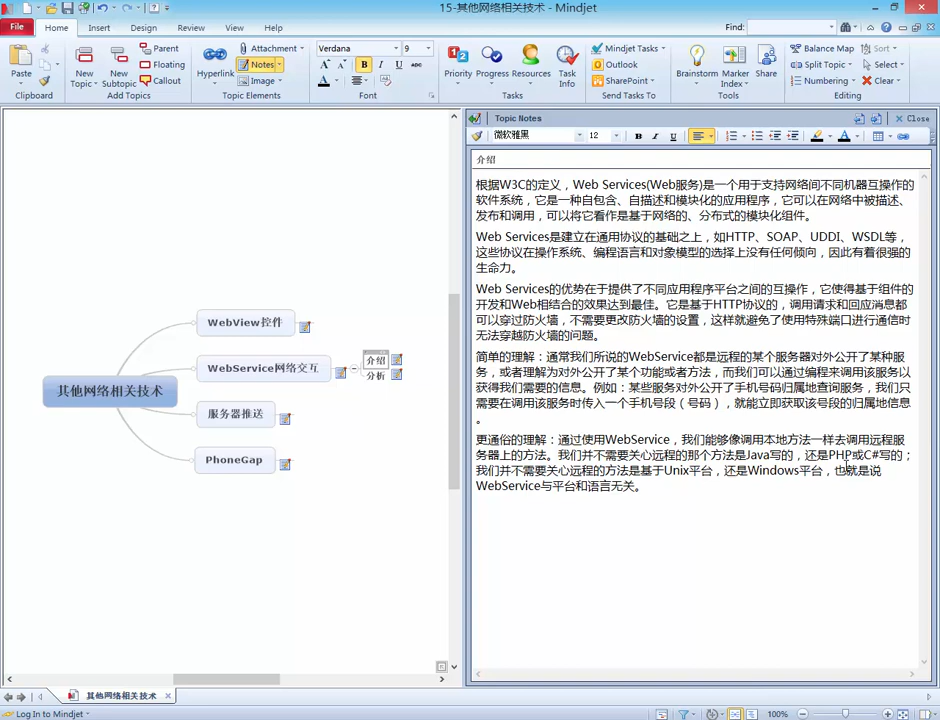 15-其他网络相关技术 - Mindjet
File Home Insert Design Review View Help Find:
Paste
Clipboard
New Topic New Subtopic Parent Floating Callout
Add Topics
Hyperlink Attachment Notes Image
Topic Elements
Verdana 9
B I U ABC
A
Font
Priority Progress Resources Task Info
Tasks
Mindjet Tasks Outlook SharePoint
Send Tasks To
Brainstorm Marker Index Share
Tools
Balance Map Split Topic Numbering Sort Select Clear
Editing
Topic Notes Close
微软雅黑 12 B I U A
介绍
根据W3C的定义，Web Services(Web服务)是一个用于支持网络间不同机器互操作的
软件系统，它是一种自包含、自描述和模块化的应用程序，它可以在网络中被描述、
发布和调用，可以将它看作是基于网络的、分布式的模块化组件。
Web Services是建立在通用协议的基础之上，如HTTP、SOAP、UDDI、WSDL等，
这些协议在操作系统、编程语言和对象模型的选择上没有任何倾向，因此有着很强的
生命力。
Web Services的优势在于提供了不同应用程序平台之间的互操作，它使得基于组件的
开发和Web相结合的效果达到最佳。它是基于HTTP协议的，调用请求和回应消息都
可以穿过防火墙，不需要更改防火墙的设置，这样就避免了使用特殊端口进行通信时
无法穿越防火墙的问题。
简单的理解：通常我们所说的WebService都是远程的某个服务器对外公开了某种服
务，或者理解为对外公开了某个功能或者方法，而我们可以通过编程来调用该服务以
获得我们需要的信息。例如：某些服务对外公开了手机号码归属地查询服务，我们只
需要在调用该服务时传入一个手机号段（号码），就能立即获取该号段的归属地信息
。
更通俗的理解：通过使用WebService，我们能够像调用本地方法一样去调用远程服
务器上的方法。我们并不需要关心远程的那个方法是Java写的，还是PHP或C#写的；
我们并不需要关心远程的方法是基于Unix平台，还是Windows平台，也就是说
WebService与平台和语言无关。
其他网络相关技术
WebView控件
WebService网络交互
介绍
分析
服务器推送
PhoneGap
其他网络相关技术
Log In to Mindjet 100%